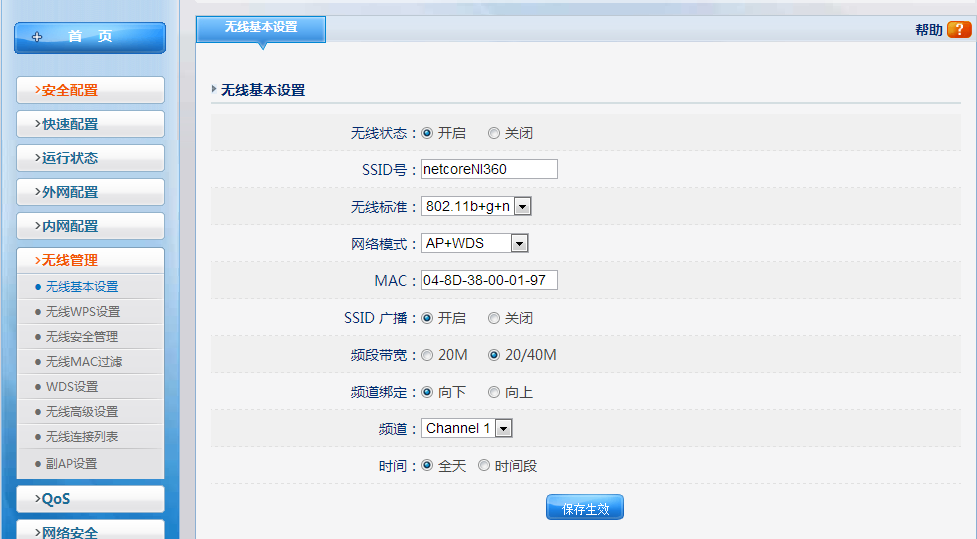 首 页
安全配置
快速配置
运行状态
外网配置
内网配置
无线管理
无线基本设置
无线WPS设置
无线安全管理
无线MAC过滤
WDS设置
无线高级设置
无线连接列表
副AP设置
QoS
网络安全
无线基本设置
帮助 ?
无线基本设置
无线状态： 开启 关闭
SSID号： netcoreNI360
无线标准： 802.11b+g+n
网络模式： AP+WDS
MAC： 04-8D-38-00-01-97
SSID 广播： 开启 关闭
频段带宽： 20M 20/40M
频道绑定： 向下 向上
频道： Channel 1
时间： 全天 时间段
保存生效